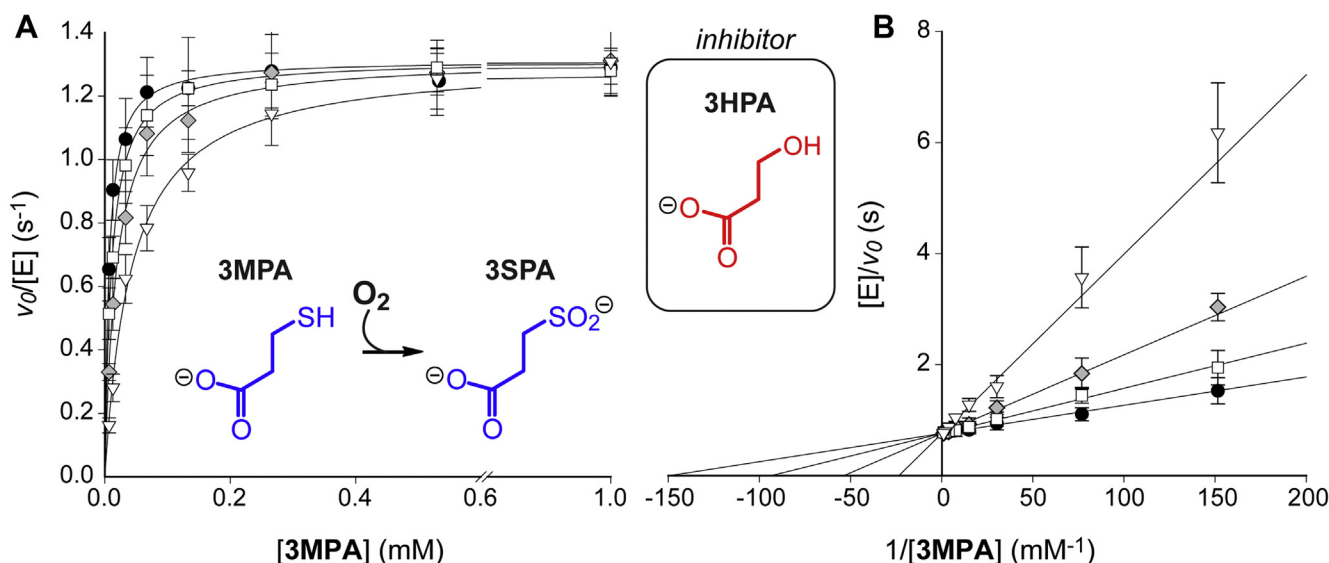 A
1.4
1.2
1.0
0.8
0.6
0.4
0.2
0.0
v0/[E] (s-1)
0.0
0.2
0.4
0.6
1.0
[3MPA] (mM)
3MPA
SH
⊖O
O
O2
3SPA
SO2⊖
⊖O
O
inhibitor
3HPA
OH
⊖O
O
B
8
6
4
2
[E]/v0 (s)
-150
-100
-50
0
50
100
150
200
1/[3MPA] (mM-1)